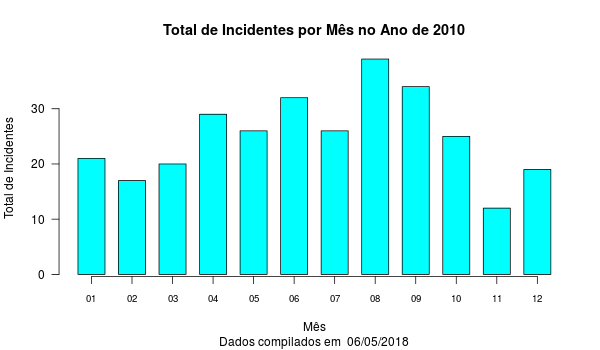 Total de Incidentes por Mês no Ano de 2010
Total de Incidentes
30
20
10
0
01 02 03 04 05 06 07 08 09 10 11 12
Mês
Dados compilados em  06/05/2018